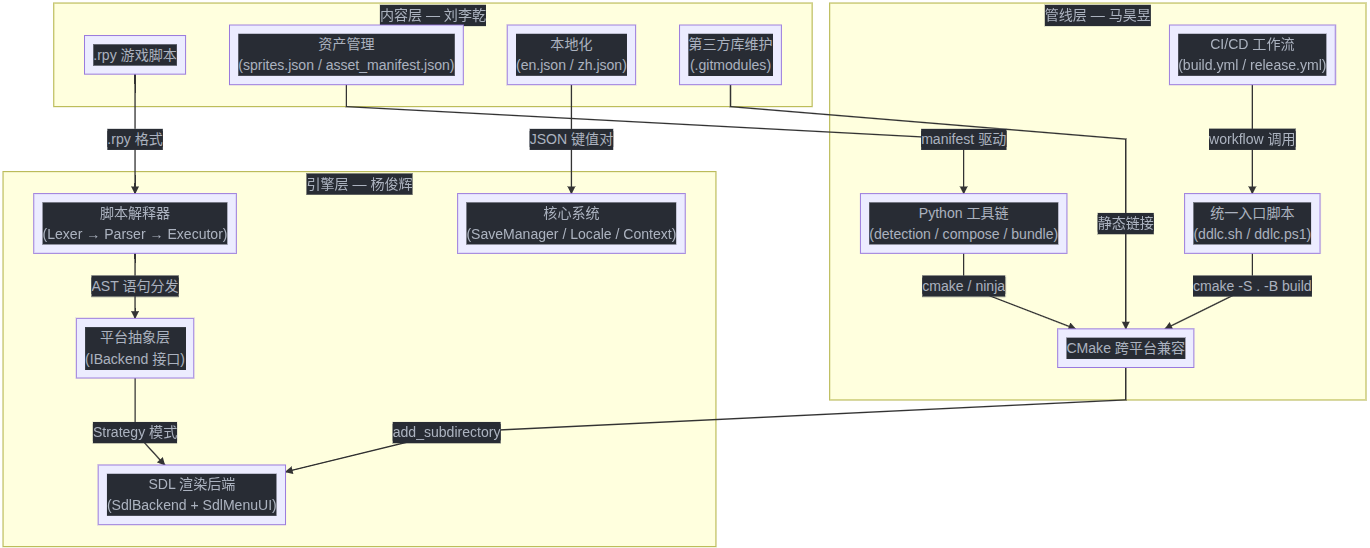 内容层 — 刘李乾
管线层 — 马昊昱
.rpy 游戏脚本
资产管理
(sprites.json / asset_manifest.json)
本地化
(en.json / zh.json)
第三方库维护
(.gitmodules)
CI/CD 工作流
(build.yml / release.yml)
.rpy 格式
JSON 键值对
manifest 驱动
workflow 调用
引擎层 — 杨俊辉
脚本解释器
(Lexer → Parser → Executor)
核心系统
(SaveManager / Locale / Context)
Python 工具链
(detection / compose / bundle)
静态链接
统一入口脚本
(ddlc.sh / ddlc.ps1)
AST 语句分发
cmake / ninja
cmake -S . -B build
平台抽象层
(IBackend 接口)
CMake 跨平台兼容
Strategy 模式
add_subdirectory
SDL 渲染后端
(SdlBackend + SdlMenuUI)